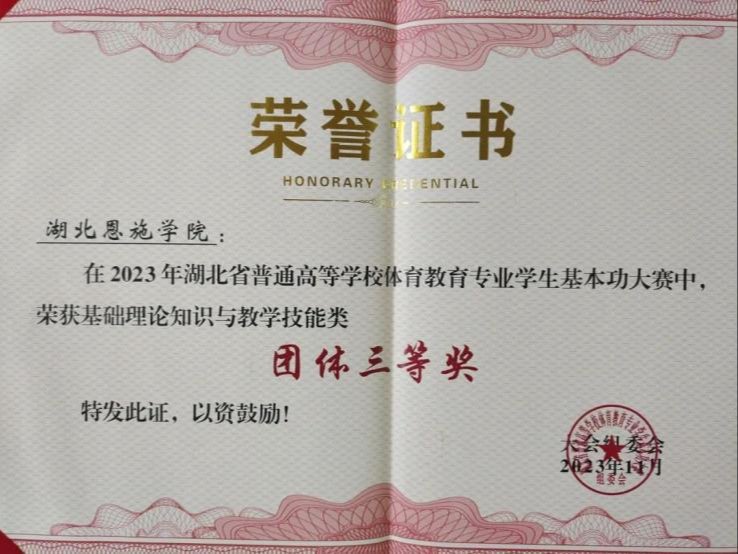 荣誉证书
HONORARY CREDENTIAL
湖北恩施学院：
在2023年湖北省普通高等学校体育教育专业学生基本功大赛中，
荣获基础理论知识与教学技能类
团体三等奖
特发此证，以资鼓励！
大会组委会
2023年11月
组委会